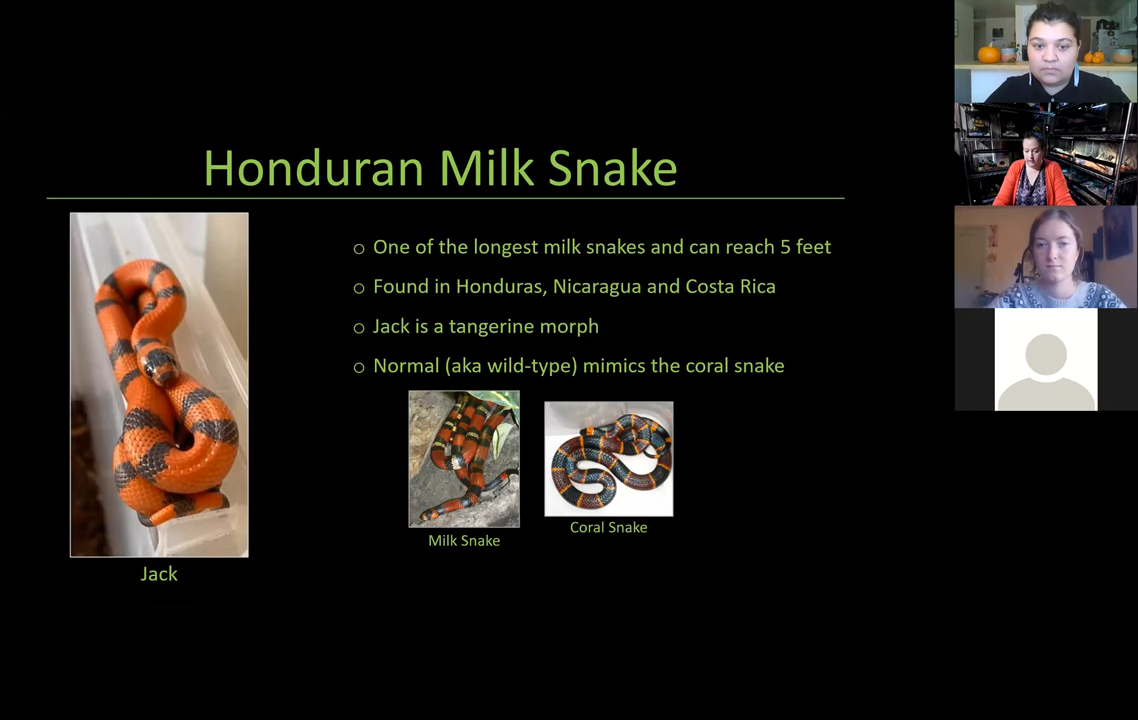 Honduran Milk Snake
One of the longest milk snakes and can reach 5 feet
Found in Honduras, Nicaragua and Costa Rica
Jack is a tangerine morph
Normal (aka wild-type) mimics the coral snake
Milk Snake
Coral Snake
Jack